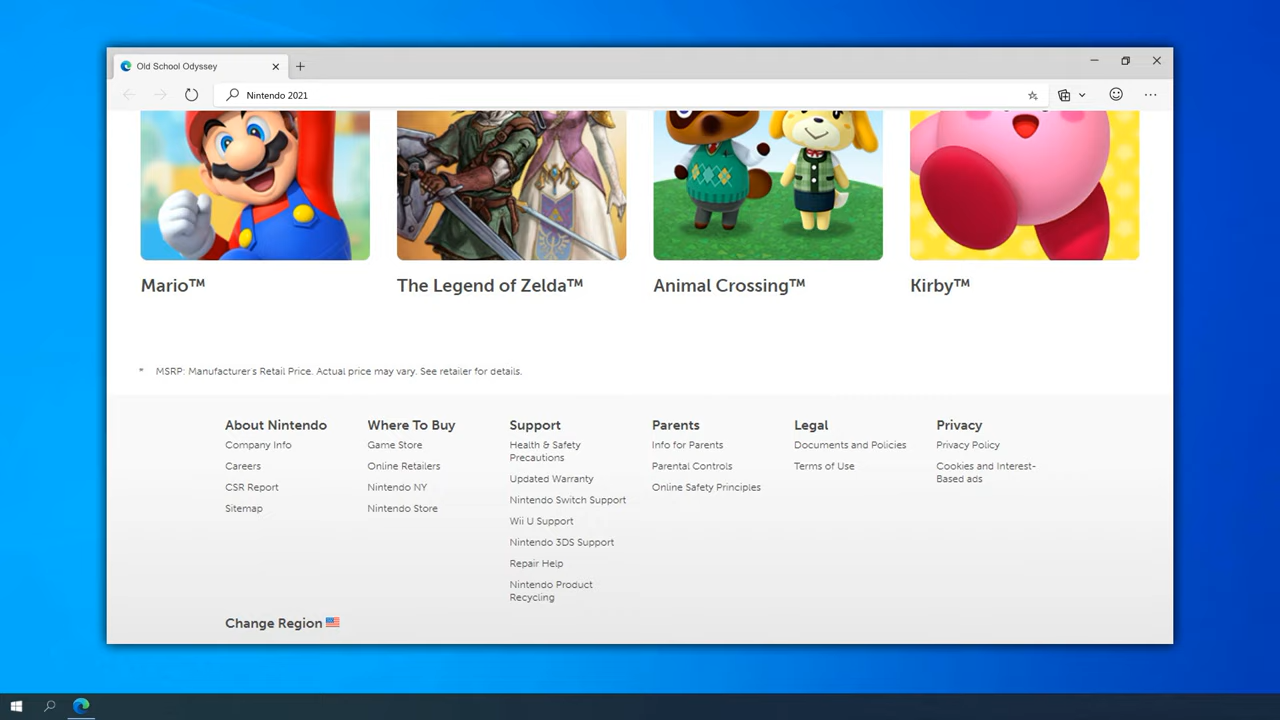 Old School Odyssey
Nintendo 2021
Mario™
The Legend of Zelda™
Animal Crossing™
Kirby™
* MSRP: Manufacturer's Retail Price. Actual price may vary. See retailer for details.
About Nintendo
Company Info
Careers
CSR Report
Sitemap
Where To Buy
Game Store
Online Retailers
Nintendo NY
Nintendo Store
Support
Health & Safety
Precautions
Updated Warranty
Nintendo Switch Support
Wii U Support
Nintendo 3DS Support
Repair Help
Nintendo Product
Recycling
Parents
Info for Parents
Parental Controls
Online Safety Principles
Legal
Documents and Policies
Terms of Use
Privacy
Privacy Policy
Cookies and Interest-
Based ads
Change Region